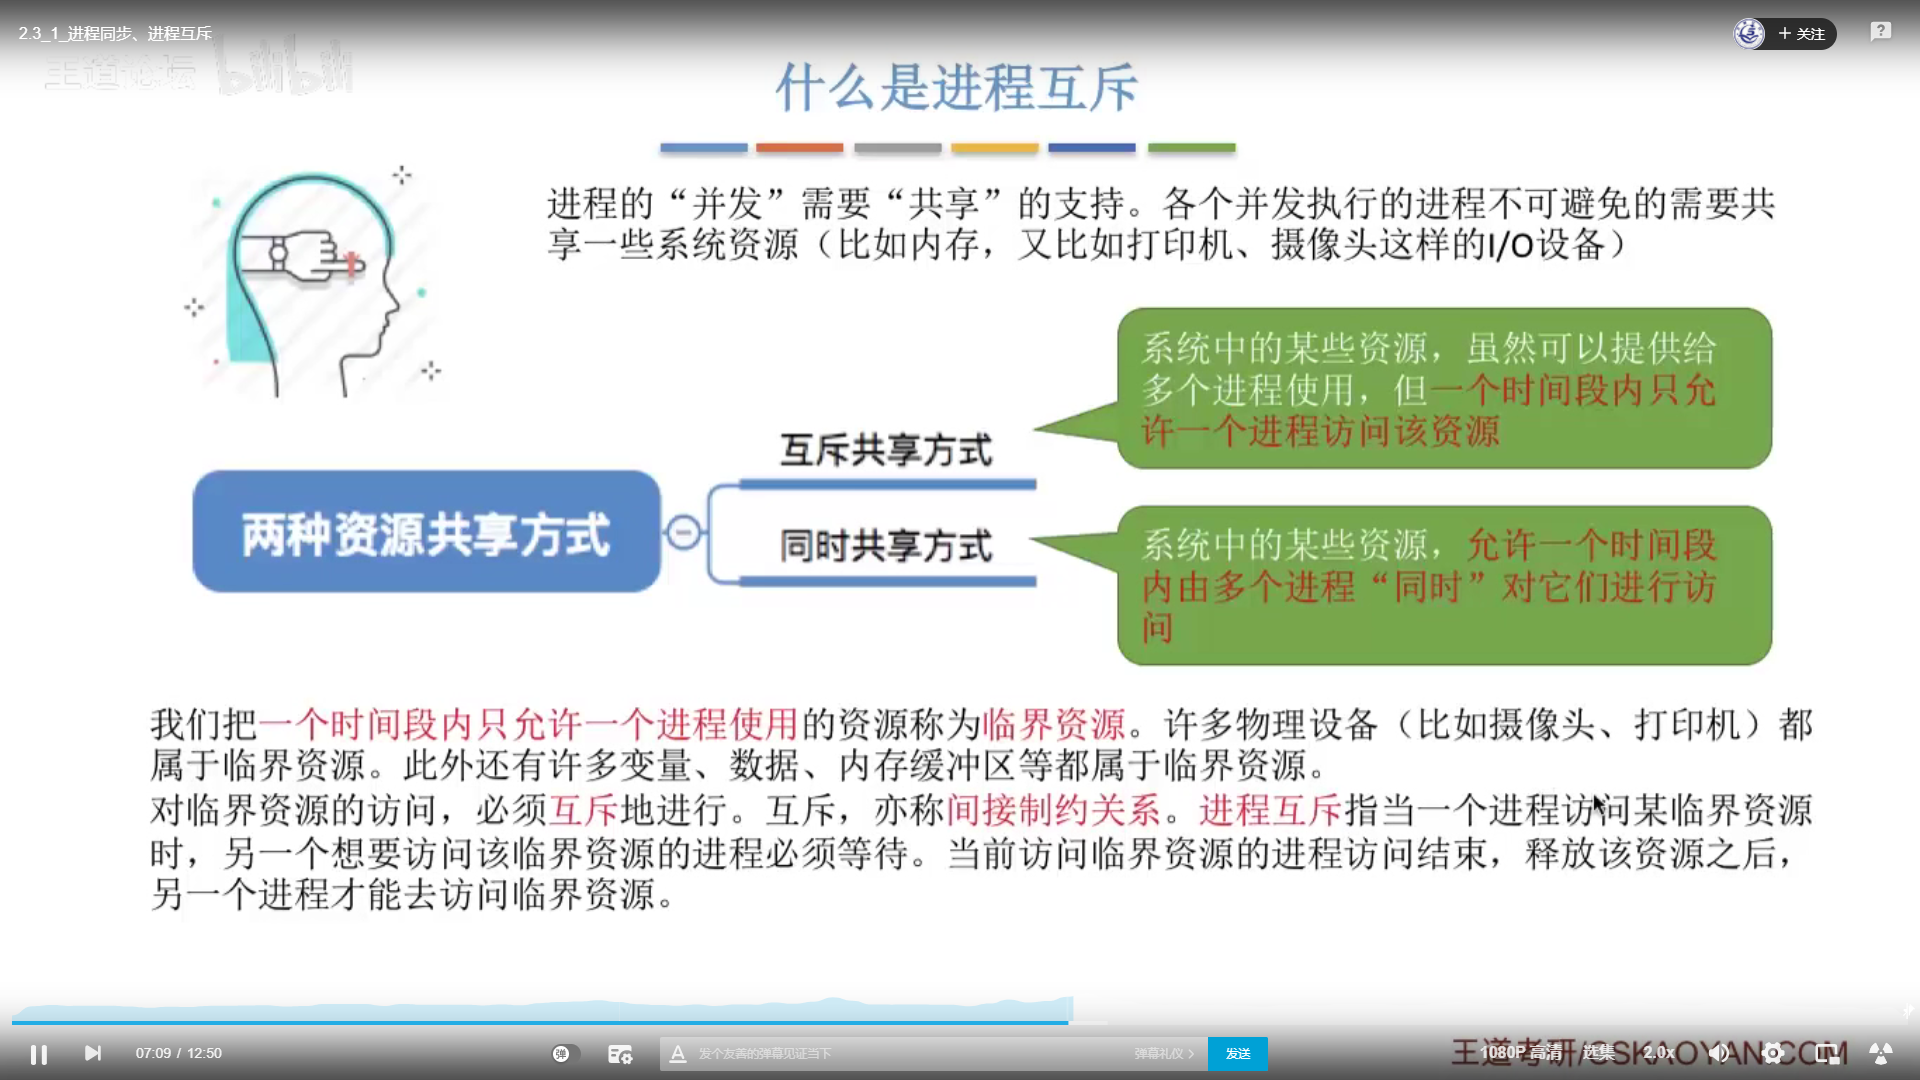 2.3_1_进程同步、进程互斥
+ 关注
王道论坛 bilibili
什么是进程互斥
进程的“并发”需要“共享”的支持。各个并发执行的进程不可避免的需要共
享一些系统资源（比如内存，又比如打印机、摄像头这样的I/O设备）
系统中的某些资源，虽然可以提供给
多个进程使用，但一个时间段内只允
许一个进程访问该资源
互斥共享方式
两种资源共享方式
同时共享方式
系统中的某些资源，允许一个时间段
内由多个进程“同时”对它们进行访
问
我们把一个时间段内只允许一个进程使用的资源称为临界资源。许多物理设备（比如摄像头、打印机）都
属于临界资源。此外还有许多变量、数据、内存缓冲区等都属于临界资源。
对临界资源的访问，必须互斥地进行。互斥，亦称间接制约关系。进程互斥指当一个进程访问某临界资源
时，另一个想要访问该临界资源的进程必须等待。当前访问临界资源的进程访问结束，释放该资源之后，
另一个进程才能去访问临界资源。
07:09 / 12:50
弹
A 发个友善的弹幕见证当下
弹幕礼仪 >
发送
王道考研/CSKAOYAN.COM
1080P 高清
选集
2.0x